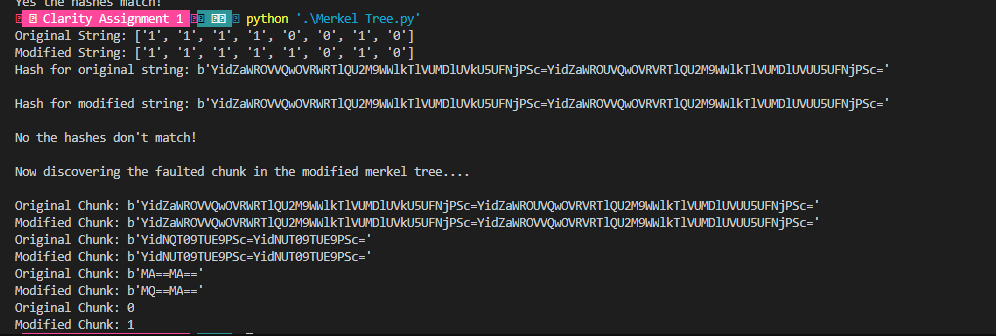 Yes the hashes match!
Clarity Assignment 1 python '.\Merkel Tree.py'
Original String: ['1', '1', '1', '1', '0', '0', '1', '0']
Modified String: ['1', '1', '1', '1', '1', '0', '1', '0']
Hash for original string: b'YidZaWROVVQwOVRWRTlQU2M9WWlkTlVUMDlUVkU5UFNjPSc=YidZaWROUVQwOVRVRTlQU2M9WWlkTlVUMDlUVUU5UFNjPSc='
Hash for modified string: b'YidZaWROVVQwOVRWRTlQU2M9WWlkTlVUMDlUVkU5UFNjPSc=YidZaWROVVQwOVRVRTlQU2M9WWlkTlVUMDlUVUU5UFNjPSc='
No the hashes don't match!
Now discovering the faulted chunk in the modified merkel tree....
Original Chunk: b'YidZaWROVVQwOVRWRTlQU2M9WWlkTlVUMDlUVkU5UFNjPSc=YidZaWROUVQwOVRVRTlQU2M9WWlkTlVUMDlUVUU5UFNjPSc='
Modified Chunk: b'YidZaWROVVQwOVRWRTlQU2M9WWlkTlVUMDlUVkU5UFNjPSc=YidZaWROVVQwOVRVRTlQU2M9WWlkTlVUMDlUVUU5UFNjPSc='
Original Chunk: b'YidNQT09TUE9PSc=YidNUT09TUE9PSc='
Modified Chunk: b'YidNUT09TUE9PSc=YidNUT09TUE9PSc='
Original Chunk: b'MA==MA=='
Modified Chunk: b'MQ==MA=='
Original Chunk: 0
Modified Chunk: 1